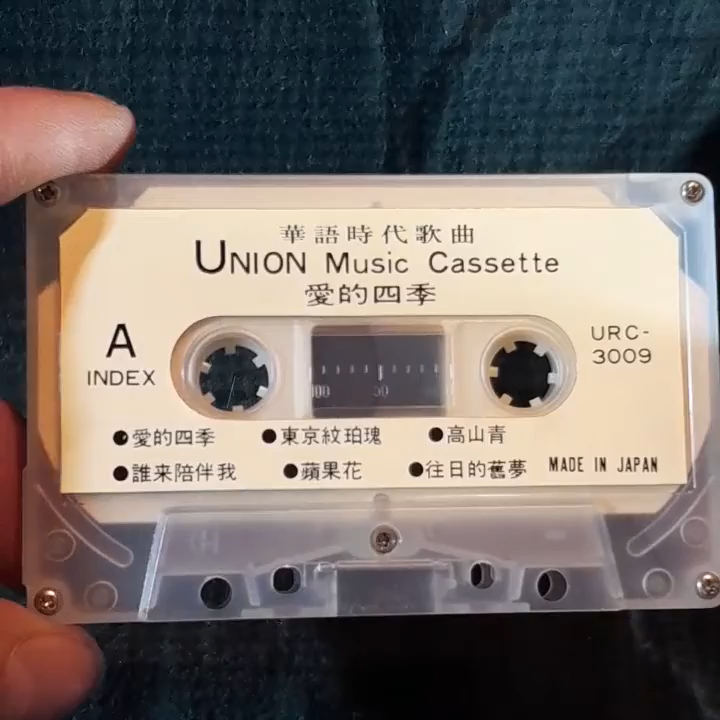 華語時代歌曲
UNION Music Cassette
愛的四季
A
INDEX
URC-
3009
100 50
●愛的四季 ●東京紋珀瑰 ●高山青
●誰来陪伴我 ●蘋果花 ●往日的舊夢 MADE IN JAPAN